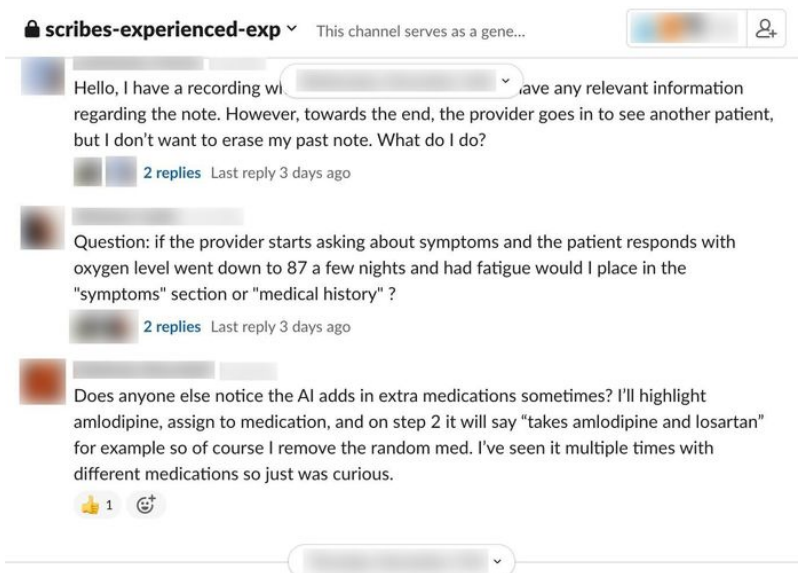 scribes-experienced-exp
This channel serves as a gene...
Hello, I have a recording
have any relevant information
regarding the note. However, towards the end, the provider goes in to see another patient,
but I don’t want to erase my past note. What do I do?
2 replies Last reply 3 days ago
Question: if the provider starts asking about symptoms and the patient responds with
oxygen level went down to 87 a few nights and had fatigue would I place in the
"symptoms" section or "medical history" ?
2 replies Last reply 3 days ago
Does anyone else notice the AI adds in extra medications sometimes? I’ll highlight
amlodipine, assign to medication, and on step 2 it will say “takes amlodipine and losartan”
for example so of course I remove the random med. I’ve seen it multiple times with
different medications so just was curious.
1